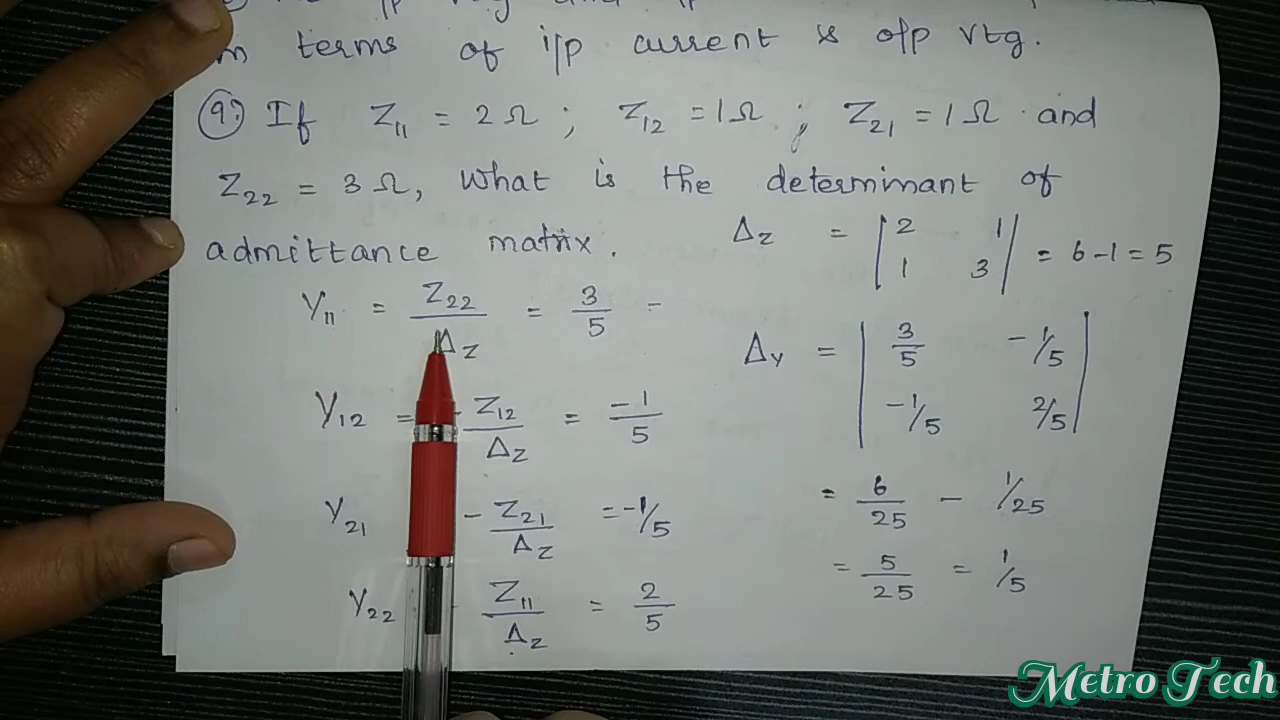 terms of i/p current is o/p vtg.
9) If Z11 = 2Ω ; Z12 = 1Ω ; Z21 = 1Ω and
Z22 = 3Ω, What is the determinant of
admittance matrix.
ΔZ = | 2 1 |
| 1 3 | = 6 - 1 = 5
Y11 = Z22 / ΔZ = 3/5
Y12 = - Z12 / ΔZ = -1/5
Y21 - Z21 / ΔZ = -1/5
Y22 Z11 / ΔZ = 2/5
ΔY = | 3/5 -1/5 |
| -1/5 2/5 |
= 6/25 - 1/25
= 5/25 = 1/5
Metro Tech